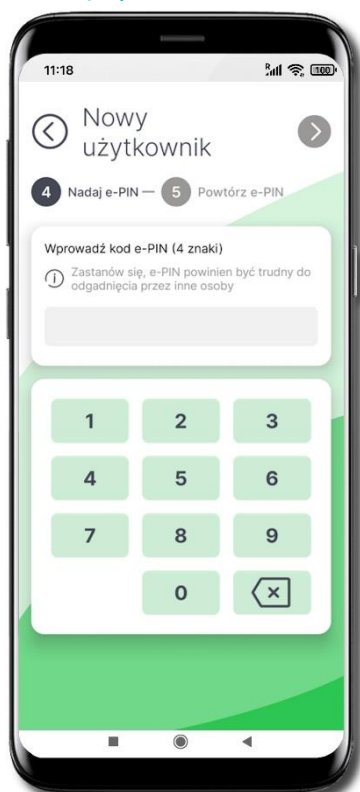 11:18
R
100
Nowy
użytkownik
4 Nadaj e-PIN — 5 Powtórz e-PIN
Wprowadź kod e-PIN (4 znaki)
Zastanów się, e-PIN powinien być trudny do
odgadnięcia przez inne osoby
1 2 3
4 5 6
7 8 9
0